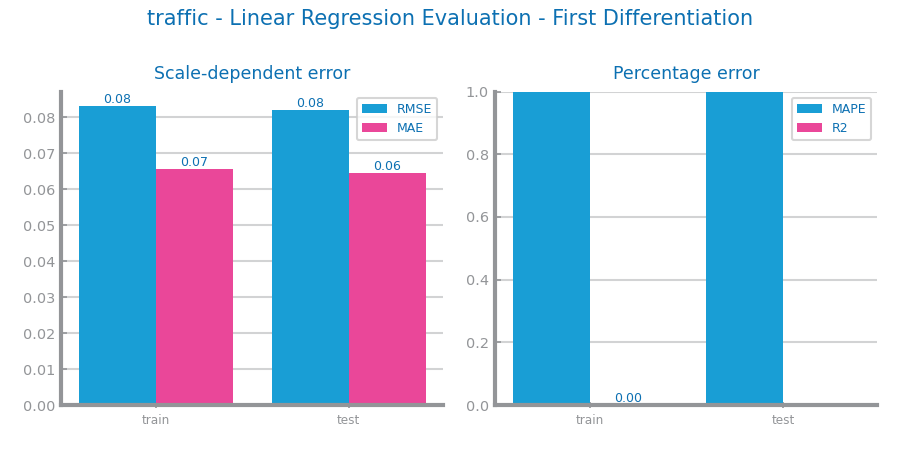 traffic - Linear Regression Evaluation - First Differentiation
Scale-dependent error
0.08
0.07
0.08
0.06
RMSE
MAE
0.08
0.07
0.06
0.05
0.04
0.03
0.02
0.01
0.00
train
test
Percentage error
MAPE
R2
1.0
0.8
0.6
0.4
0.2
0.0
0.00
train
test